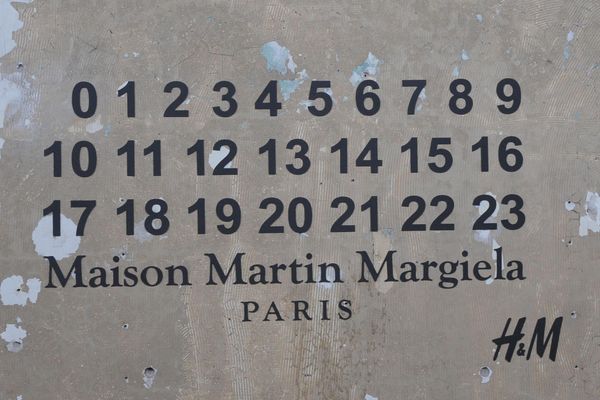 0 1 2 3 4 5 6 7 8 9
10 11 12 13 14 15 16
17 18 19 20 21 22 23
Maison Martin Margiela
PARIS
H&M